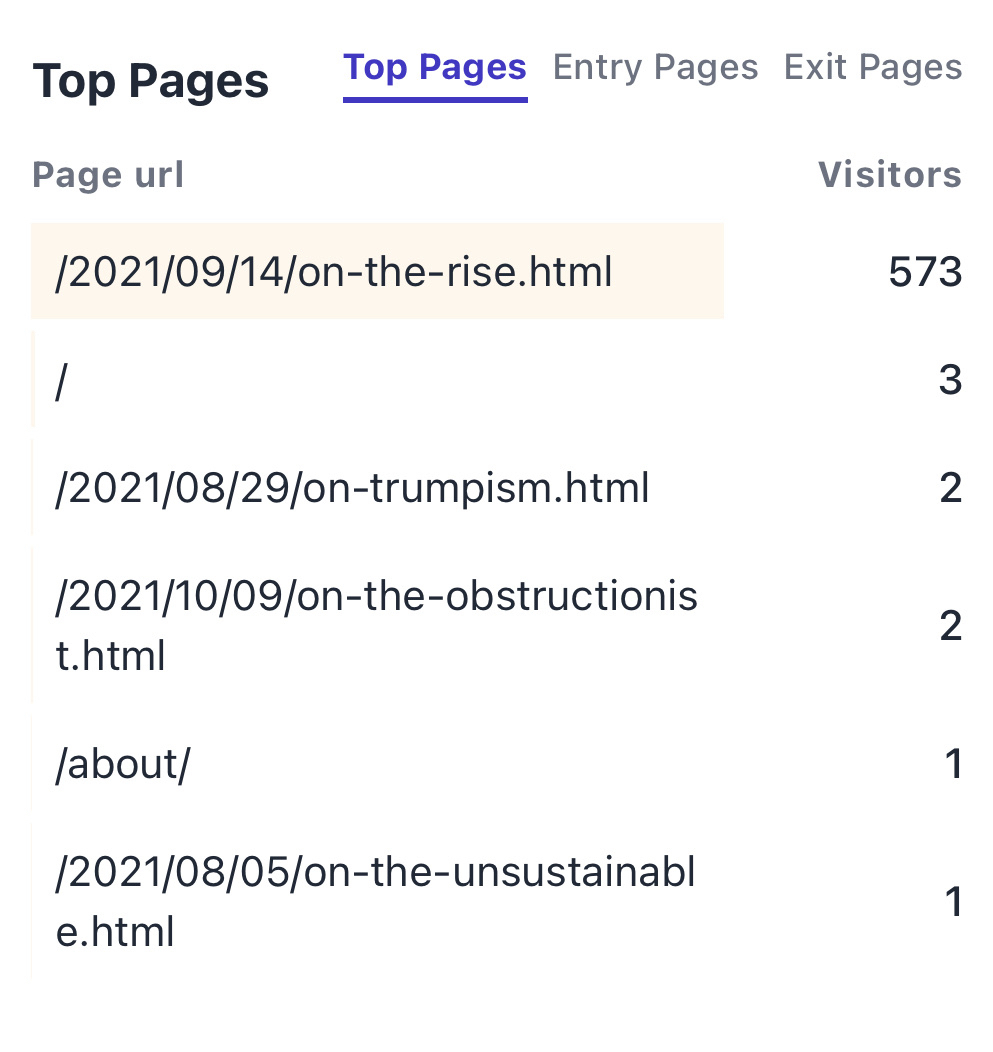 Top Pages
Top Pages Entry Pages Exit Pages
Page url Visitors
/2021/09/14/on-the-rise.html 573
/ 3
/2021/08/29/on-trumpism.html 2
/2021/10/09/on-the-obstructionis
t.html 2
/about/ 1
/2021/08/05/on-the-unsustainabl
e.html 1